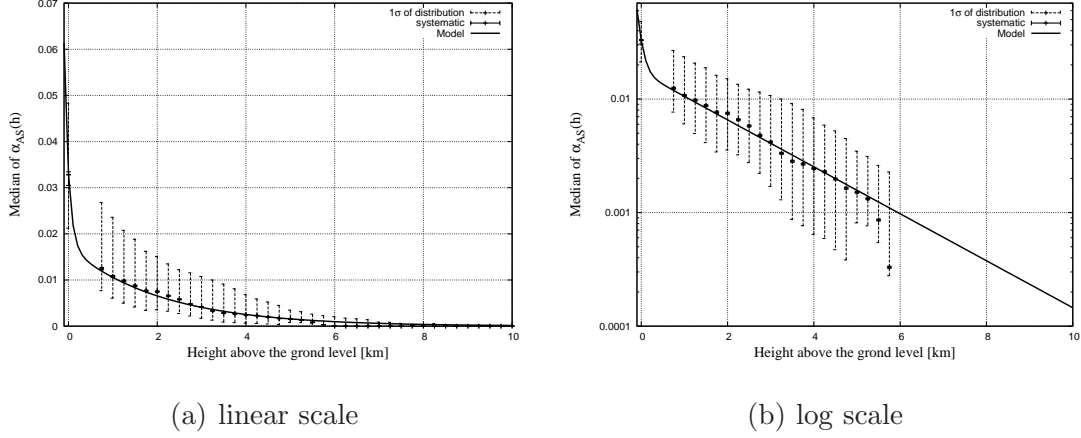 0.07
0.06
0.05
0.04
0.03
0.02
0.01
0
0 2 4 6 8 10
Median of αAS(h)
Height above the grond level [km]
1σ of distribution
systematic
Model
(a) linear scale
0.01
0.001
0.0001
0 2 4 6 8 10
Median of αAS(h)
Height above the grond level [km]
1σ of distribution
systematic
Model
(b) log scale